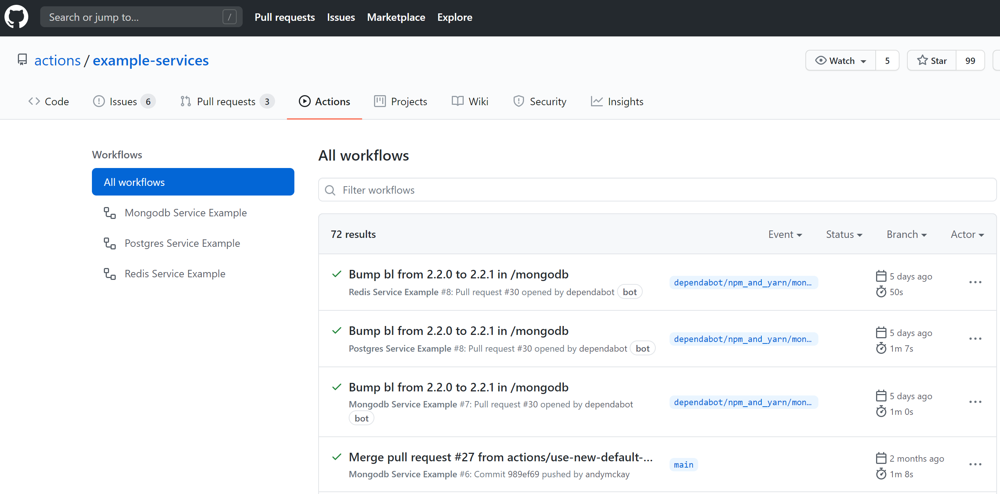 Search or jump to... /
Pull requests Issues Marketplace Explore
actions / example-services
Watch 5 Star 99
Code Issues 6 Pull requests 3 Actions Projects Wiki Security Insights
Workflows
All workflows
Mongodb Service Example
Postgres Service Example
Redis Service Example
All workflows
Filter workflows
72 results Event Status Branch Actor
Bump bl from 2.2.0 to 2.2.1 in /mongodb
Redis Service Example #8: Pull request #30 opened by dependabot bot
dependabot/npm_and_yarn/mon...
5 days ago
50s
Bump bl from 2.2.0 to 2.2.1 in /mongodb
Postgres Service Example #8: Pull request #30 opened by dependabot bot
dependabot/npm_and_yarn/mon...
5 days ago
1m 7s
Bump bl from 2.2.0 to 2.2.1 in /mongodb
Mongodb Service Example #7: Pull request #30 opened by dependabot
bot
dependabot/npm_and_yarn/mon...
5 days ago
1m 0s
Merge pull request #27 from actions/use-new-default-...
Mongodb Service Example #6: Commit 989ef69 pushed by andymckay
main
2 months ago
1m 8s